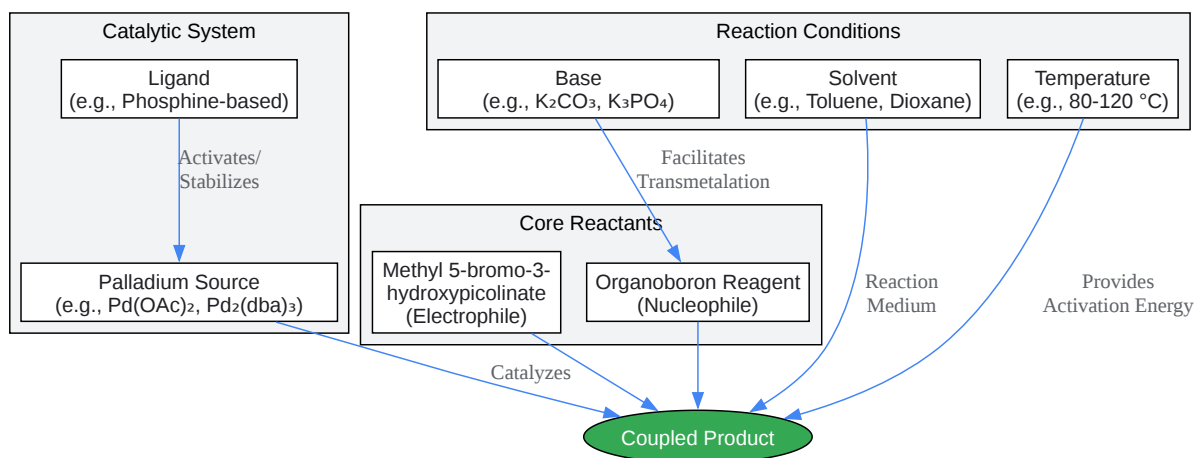 Catalytic System
Ligand
(e.g., Phosphine-based)
Activates/
Stabilizes
Palladium Source
(e.g., Pd(OAc)₂, Pd₂(dba)₃)
Reaction Conditions
Base
(e.g., K₂CO₃, K₃PO₄)
Solvent
(e.g., Toluene, Dioxane)
Temperature
(e.g., 80-120 °C)
Facilitates
Transmetalation
Core Reactants
Methyl 5-bromo-3-
hydroxypicolinate
(Electrophile)
Organoboron Reagent
(Nucleophile)
Reaction
Medium
Provides
Activation Energy
Catalyzes
Coupled Product